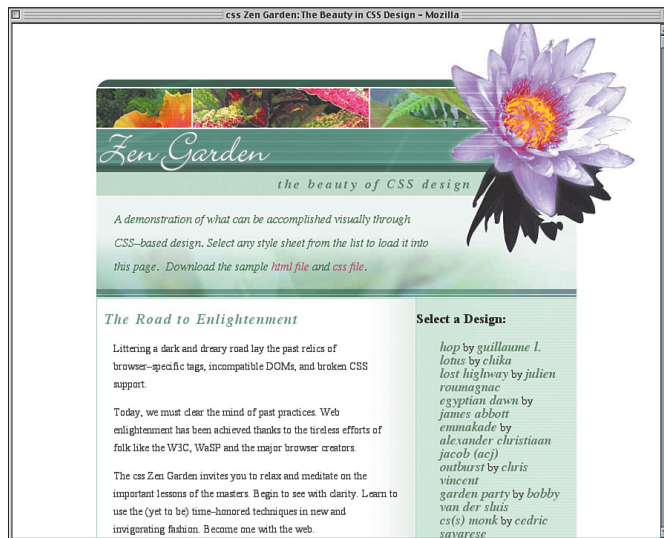 css Zen Garden: The Beauty in CSS Design – Mozilla
Zen Garden
the beauty of CSS design
A demonstration of what can be accomplished visually through
CSS–based design. Select any style sheet from the list to load it into
this page. Download the sample html file and css file.
The Road to Enlightenment
Littering a dark and dreary road lay the past relics of
browser–specific tags, incompatible DOMs, and broken CSS
support.
Today, we must clear the mind of past practices. Web
enlightenment has been achieved thanks to the tireless efforts of
folk like the W3C, WaSP and the major browser creators.
The css Zen Garden invites you to relax and meditate on the
important lessons of the masters. Begin to see with clarity. Learn to
use the (yet to be) time–honored techniques in new and
invigorating fashion. Become one with the web.
Select a Design:
hop by guillaume l.
lotus by chika
lost highway by julien
roumagnac
egyptian dawn by
james abbott
emmakade by
alexander christiaan
jacob (acj)
outburst by chris
vincent
garden party by bobby
van der sluis
cs(s) monk by cedric
savarese